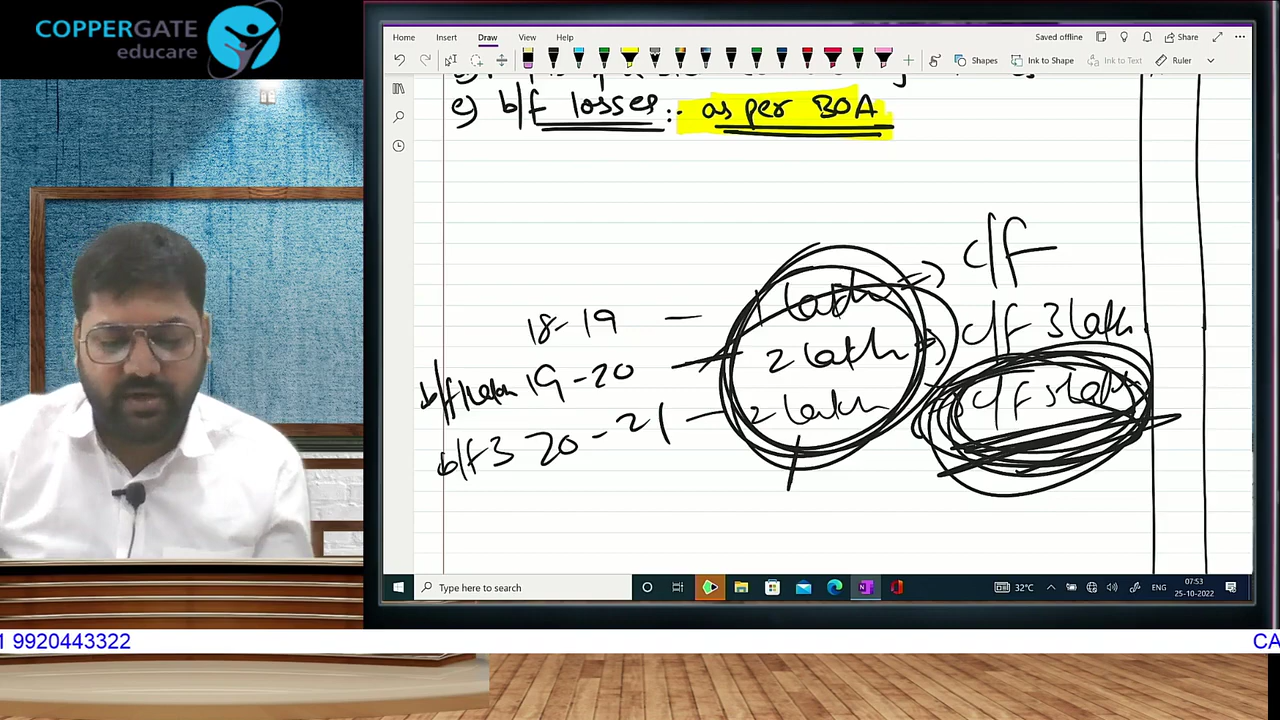 COPPERGATE
educare
Home Insert Draw View Help
Saved offline Share
Shapes Ink to Shape Ink to Text Ruler
e) b/f losses :- as per BOA
c/f
18-19 — 1 lakh
c/f 3 lakh
19-20 2 lakh
b/f
20-21 — 2 lakh
c/f 5 lakh
b/f 3
Type here to search
32°C ENG 07:53
25-10-2022
1 9920443322
CA